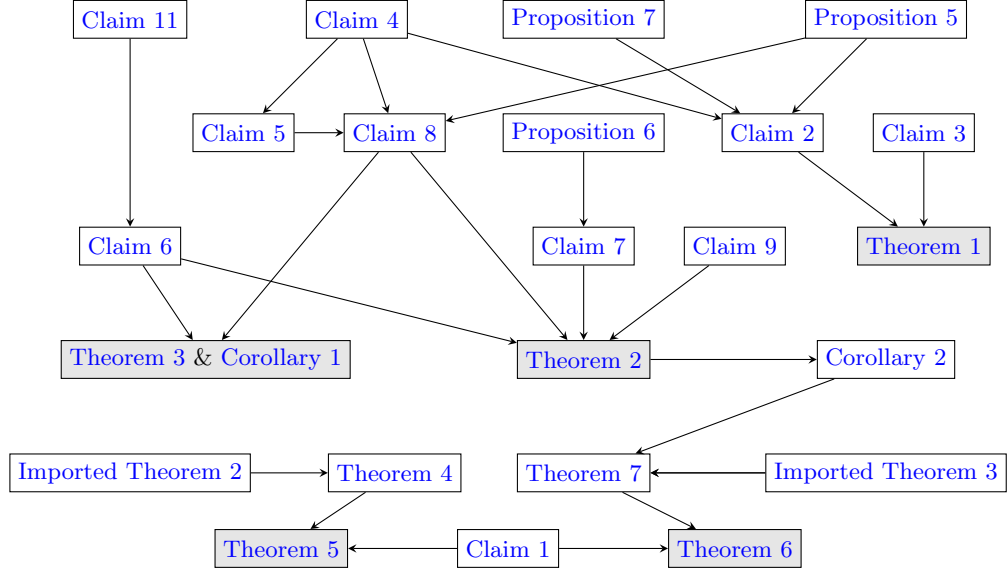 Claim 11
Claim 4
Proposition 7
Proposition 5
Claim 5
Claim 8
Proposition 6
Claim 2
Claim 3
Claim 6
Claim 7
Claim 9
Theorem 1
Theorem 3 & Corollary 1
Theorem 2
Corollary 2
Imported Theorem 2
Theorem 4
Theorem 7
Imported Theorem 3
Theorem 5
Claim 1
Theorem 6